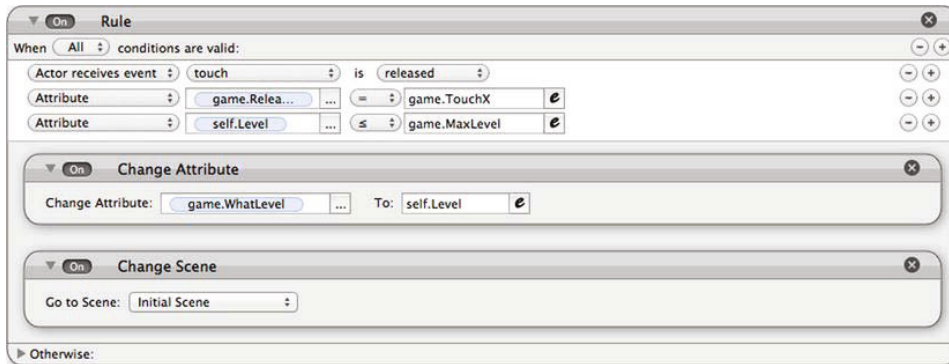 On Rule
When All conditions are valid:
Actor receives event touch is released
Attribute game.Relea... ... = game.TouchX e
Attribute self.Level ... ≤ game.MaxLevel e
On Change Attribute
Change Attribute: game.WhatLevel ... To: self.Level e
On Change Scene
Go to Scene: Initial Scene
Otherwise: